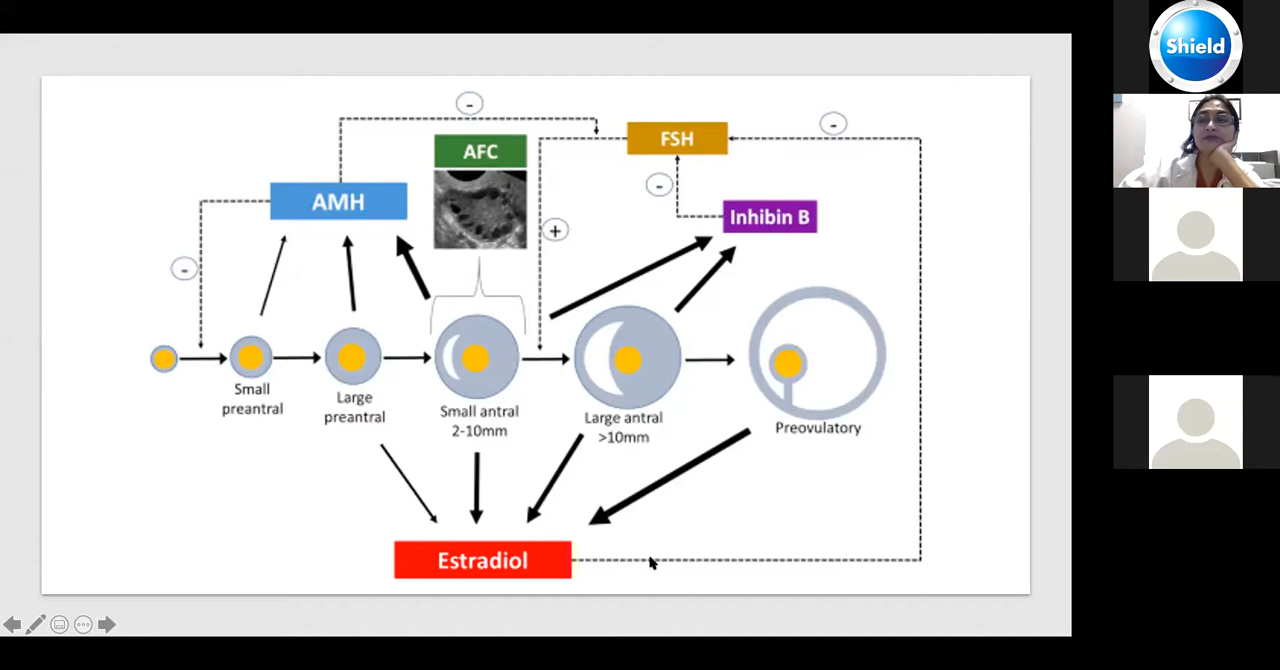 Shield
-
-
AFC
FSH
AMH
-
Inhibin B
+
-
Small
preantral
Large
preantral
Small antral
2-10mm
Large antral
>10mm
Preovulatory
Estradiol